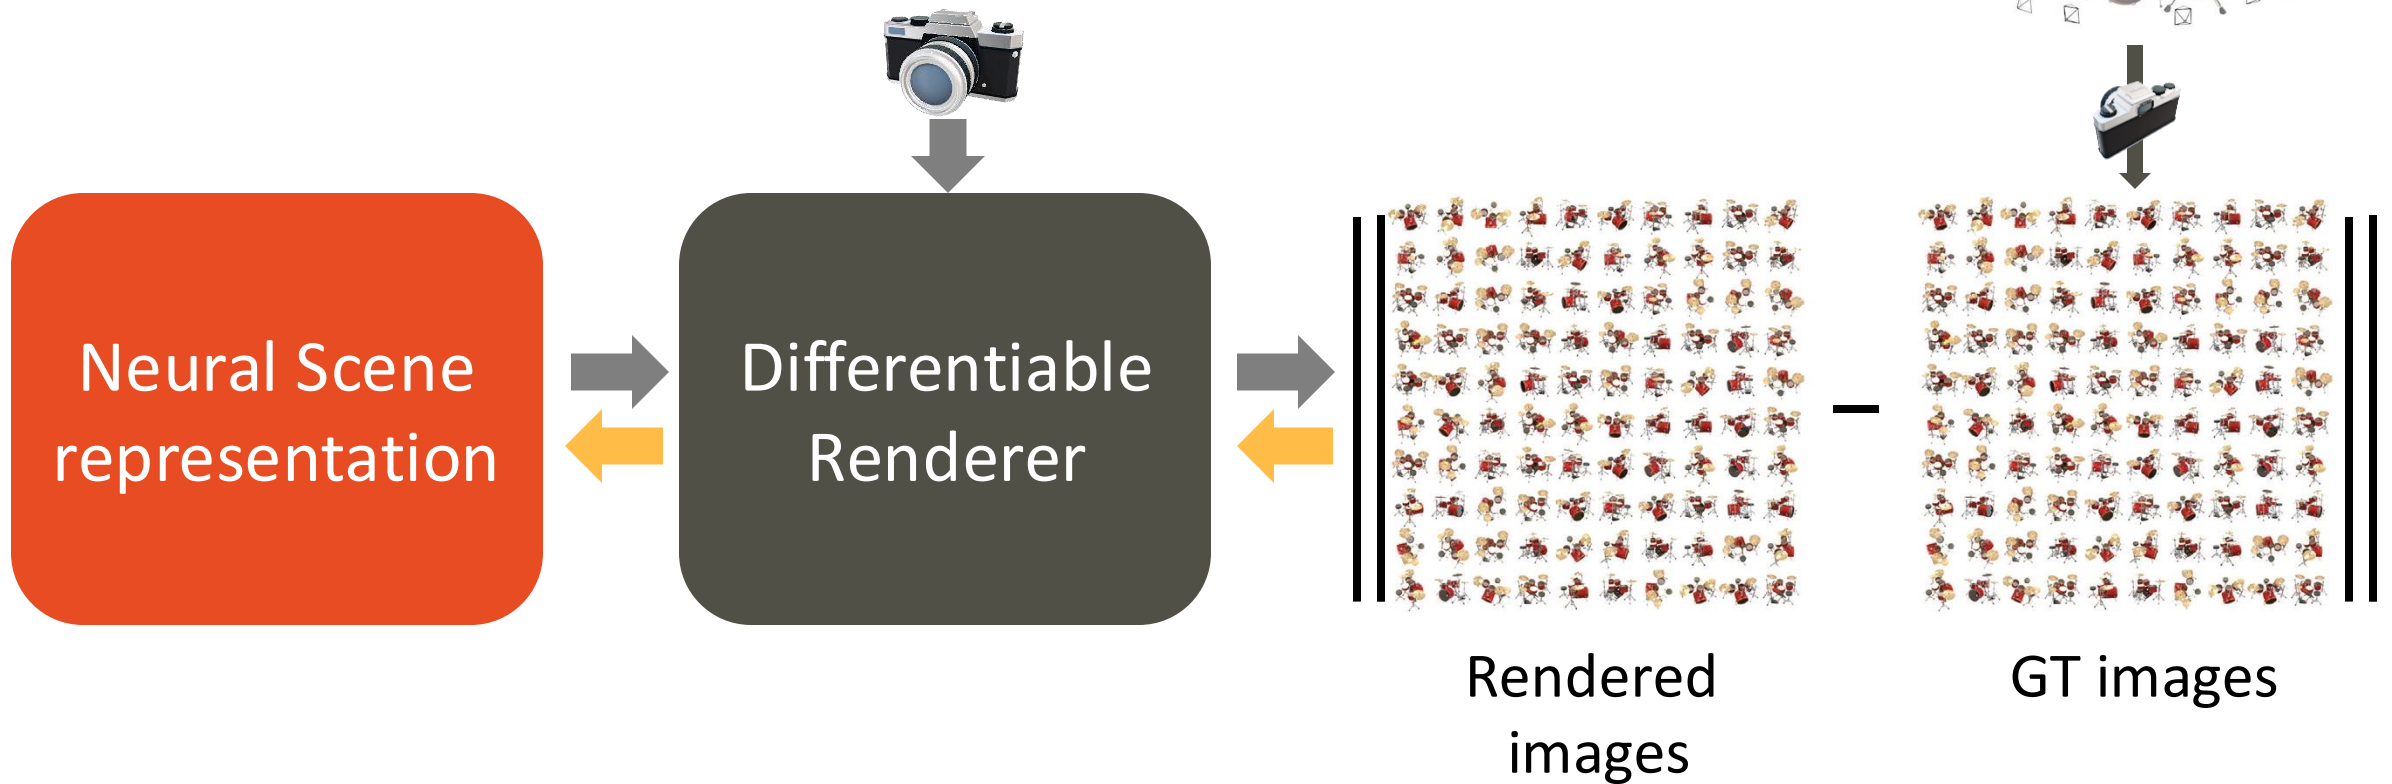 Neural Scene
representation
Differentiable
Renderer
Rendered
images
GT images